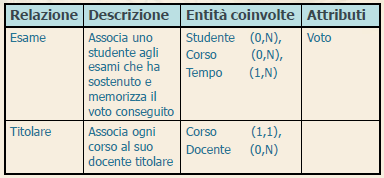 Relazione Descrizione Entità coinvolte Attributi
Esame
Associa uno
studente agli
esami che ha
sostenuto e
memorizza il
voto conseguito
Studente (0,N),
Corso (0,N),
Tempo (1,N)
Voto
Titolare
Associa ogni
corso al suo
docente titolare
Corso (1,1),
Docente (0,N)